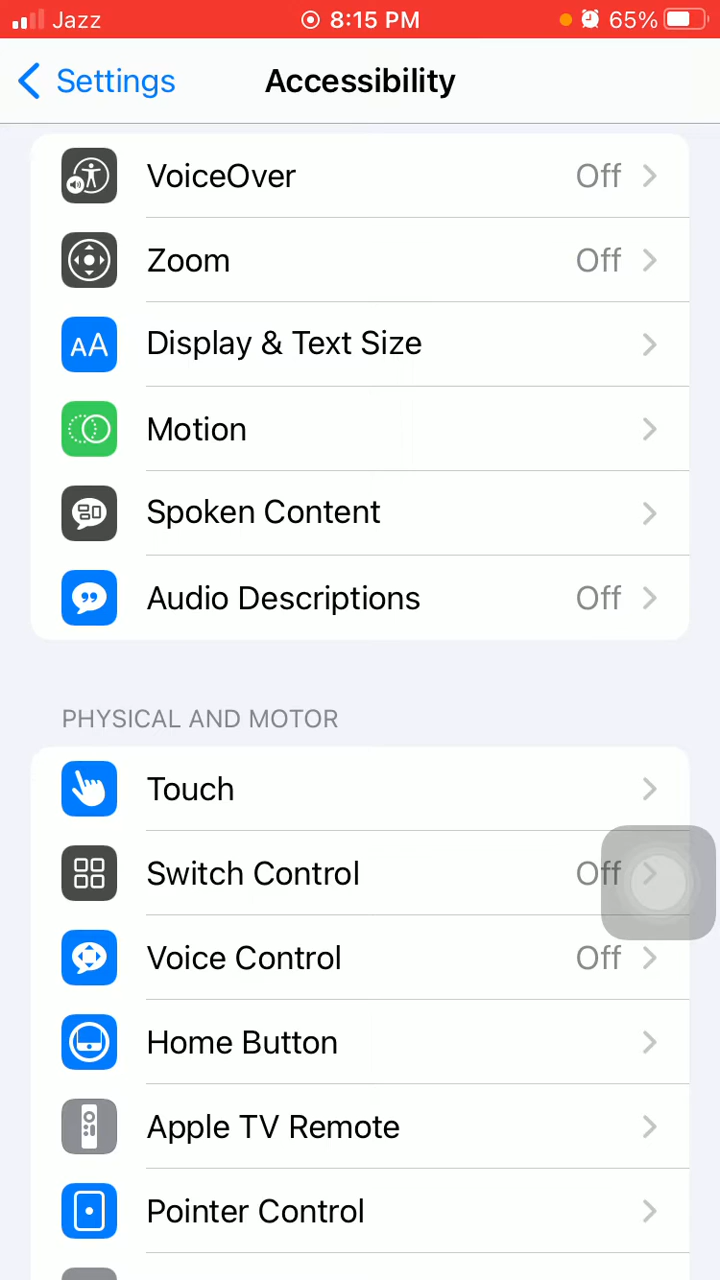 Jazz 8:15 PM 65%
Settings Accessibility
VoiceOver Off
Zoom Off
AA Display & Text Size
Motion
Spoken Content
Audio Descriptions Off
PHYSICAL AND MOTOR
Touch
Switch Control Off
Voice Control Off
Home Button
Apple TV Remote
Pointer Control